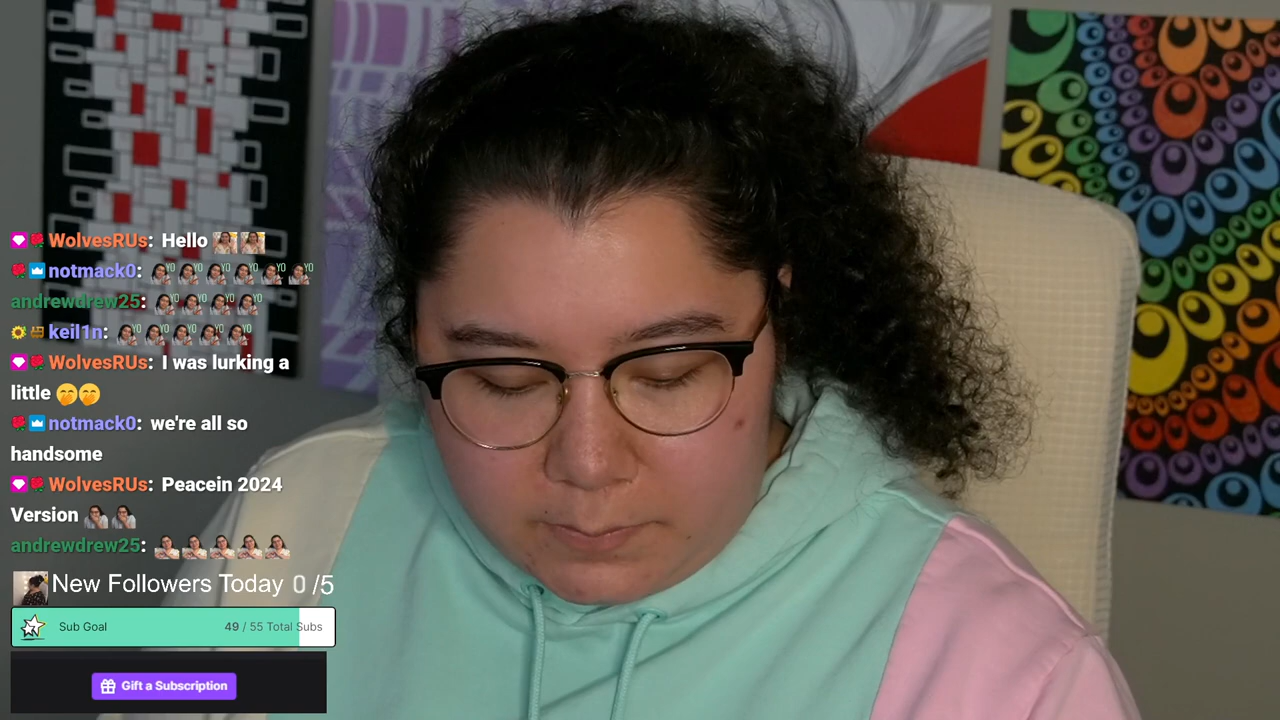 WolvesRUs: Hello
notmack0:
andrewdrew25:
keil1n:
WolvesRUs: I was lurking a
little
notmack0: we're all so
handsome
WolvesRUs: Peacein 2024
Version
andrewdrew25:
New Followers Today 0 /5
Sub Goal 49 / 55 Total Subs
Gift a Subscription